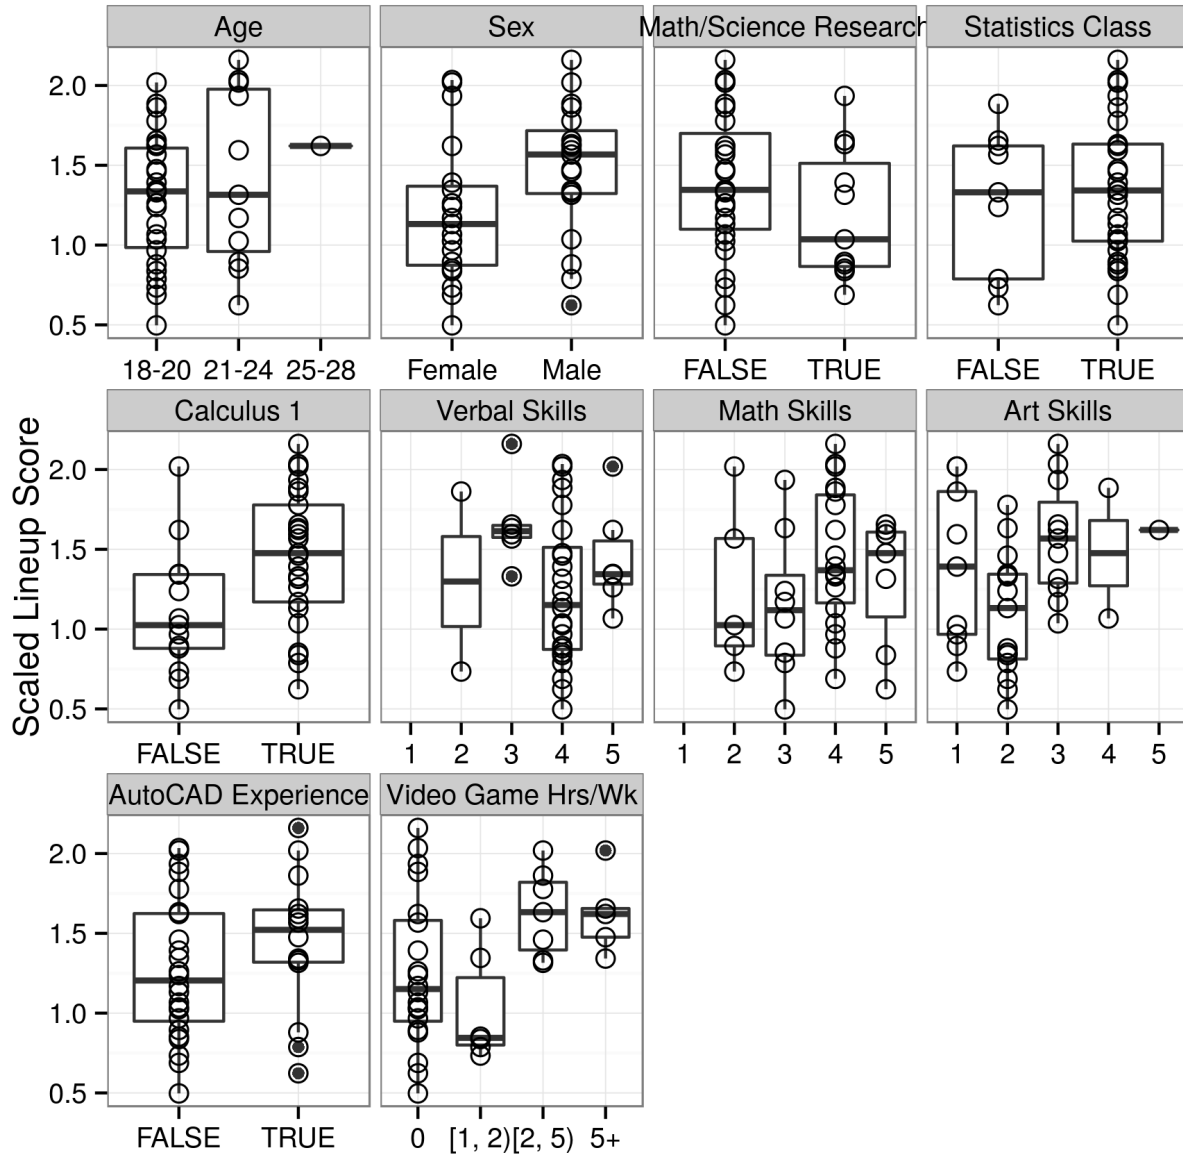 Age
Sex
Math/Science Research
Statistics Class
2.0
1.5
1.0
0.5
18-20 21-24 25-28
Female Male
FALSE TRUE
FALSE TRUE
Scaled Lineup Score
Calculus 1
Verbal Skills
Math Skills
Art Skills
2.0
1.5
1.0
0.5
FALSE TRUE
1 2 3 4 5
1 2 3 4 5
1 2 3 4 5
AutoCAD Experience
Video Game Hrs/Wk
2.0
1.5
1.0
0.5
FALSE TRUE
0 [1, 2) [2, 5) 5+